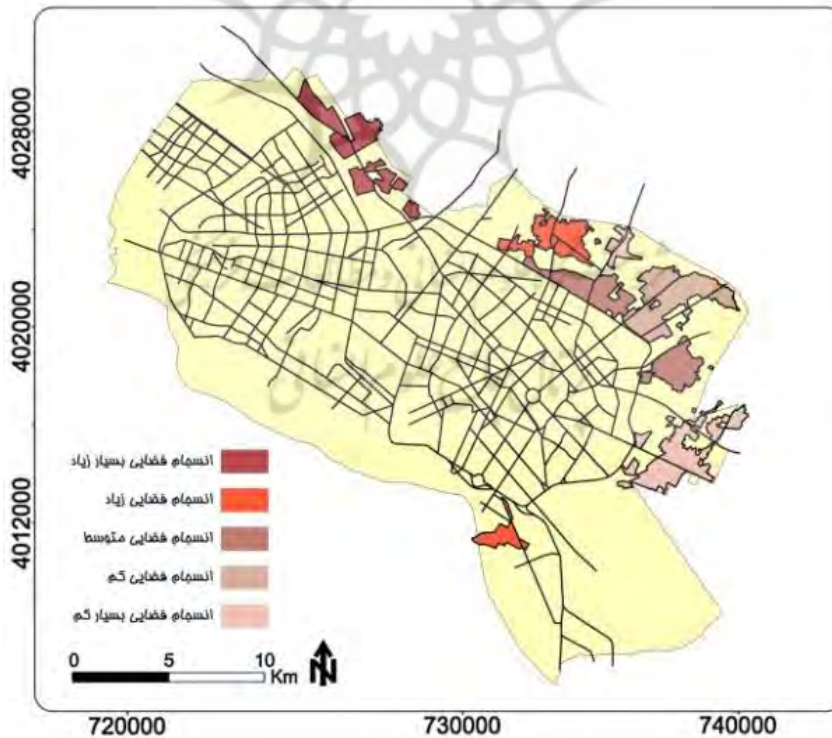 4028000
4020000
4012000
انسجام فضایی بسیار زیاد
انسجام فضایی زیاد
انسجام فضایی متوسط
انسجام فضایی کم
انسجام فضایی بسیار کم
0 5 10
Km
N
720000 730000 740000